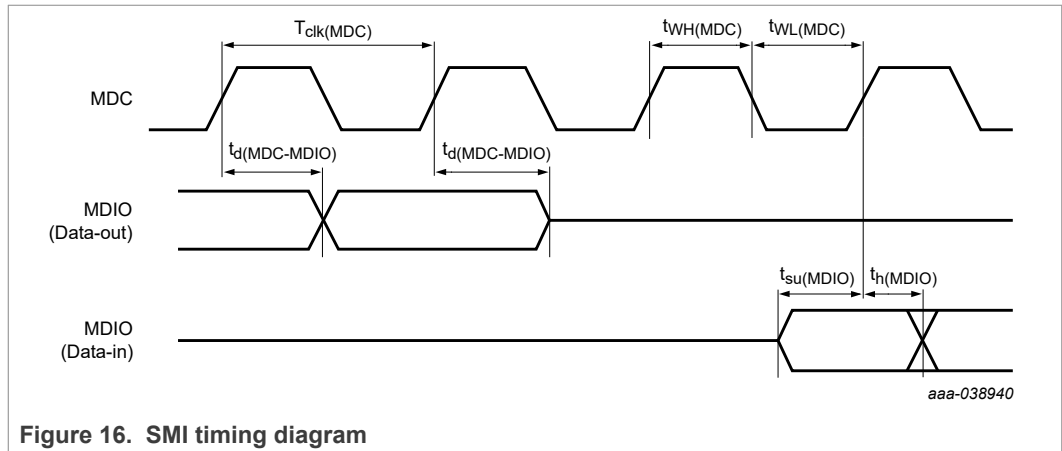 Tclk(MDC)
tWH(MDC) tWL(MDC)
MDC
td(MDC-MDIO) td(MDC-MDIO)
MDIO
(Data-out)
tsu(MDIO) th(MDIO)
MDIO
(Data-in)
aaa-038940
Figure 16. SMI timing diagram